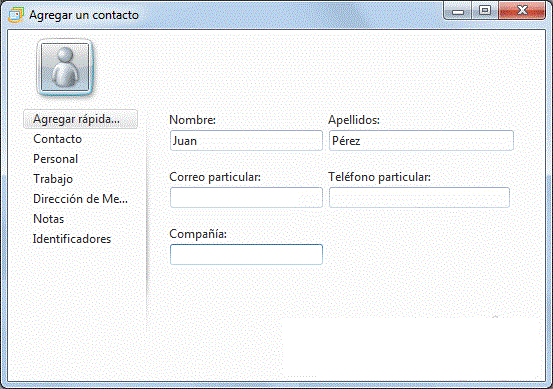 Agregar un contacto
Agregar rápida...
Contacto
Personal
Trabajo
Dirección de Me...
Notas
Identificadores
Nombre: Apellidos:
Juan Pérez
Correo particular: Teléfono particular:
Compañía: